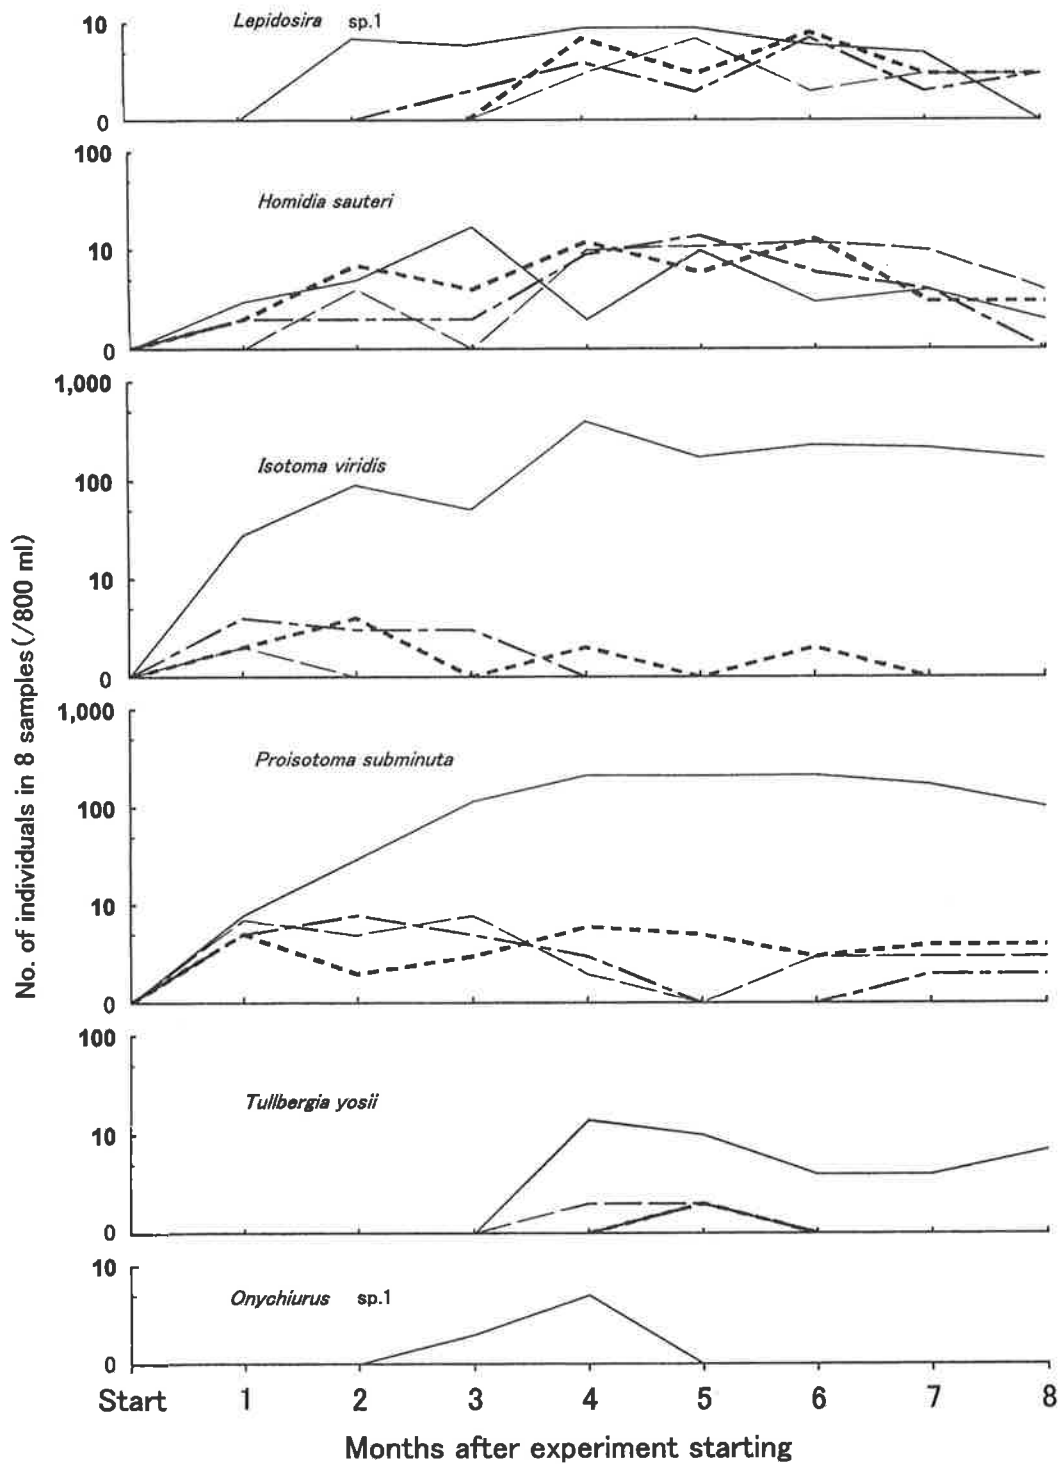 10
Lepidosira sp.1
0
100
Homidia sauteri
10
0
1,000
Isotoma viridis
100
10
0
1,000
Proisotoma subminuta
100
10
0
100
Tullbergia yosii
10
0
10
Onychiurus sp.1
0
Start 1 2 3 4 5 6 7 8
Months after experiment starting
No. of individuals in 8 samples(/800 ml)